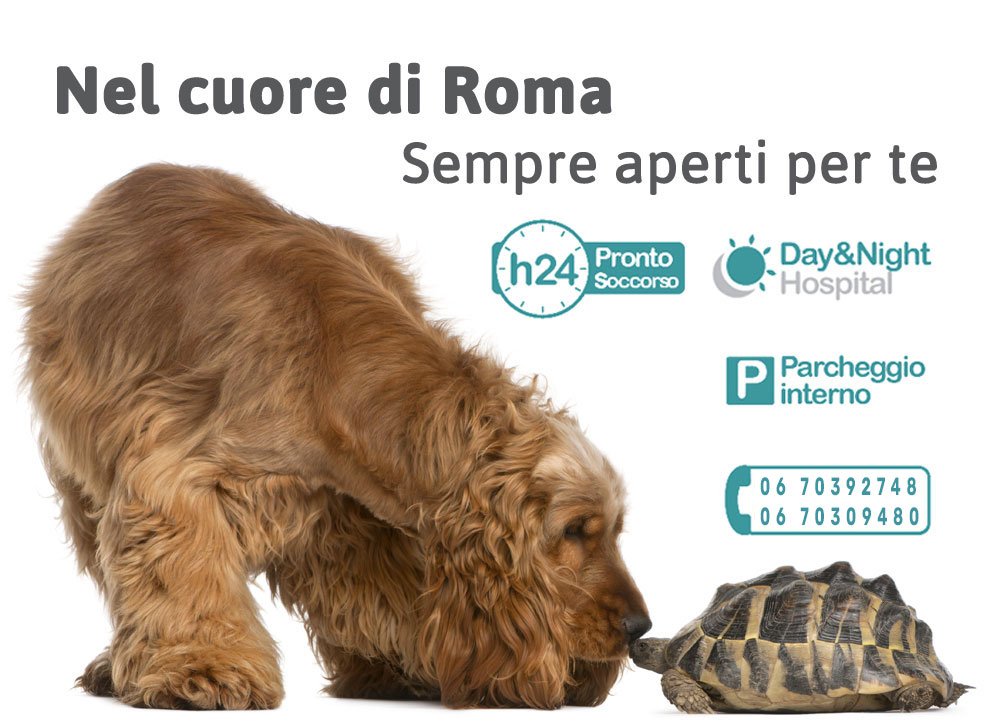 Nel cuore di Roma
Sempre aperti per te
h24 Pronto
Soccorso
Day&Night
Hospital
P Parcheggio
interno
06 70392748
06 70309480